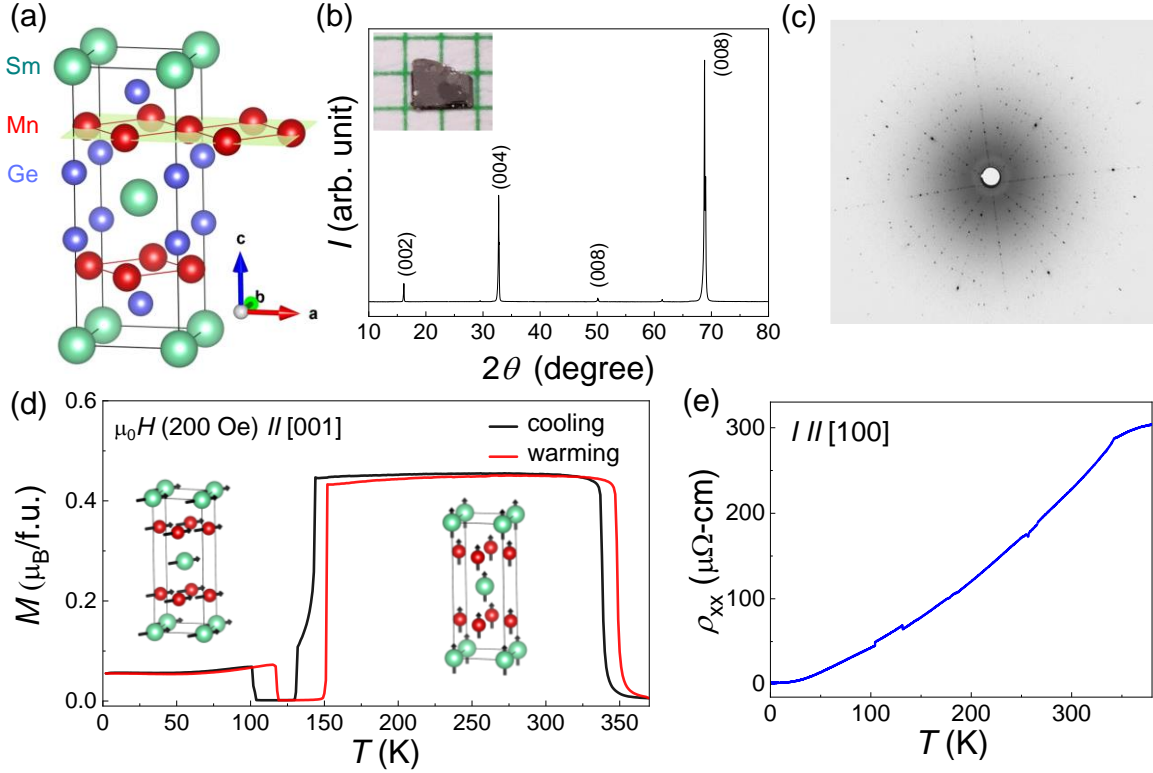 (a)
Sm
Mn
Ge
c
b
a
(b)
I (arb. unit)
(002)
(004)
(008)
(008)
10 20 30 40 50 60 70 80
2θ (degree)
(c)
(d)
μ₀H (200 Oe) // [001]
cooling
warming
M (μ_B/f.u.)
0.6
0.4
0.2
0.0
0 50 100 150 200 250 300 350
T (K)
(e)
I // [100]
ρ_xx (μΩ-cm)
300
200
100
0
0 100 200 300
T (K)